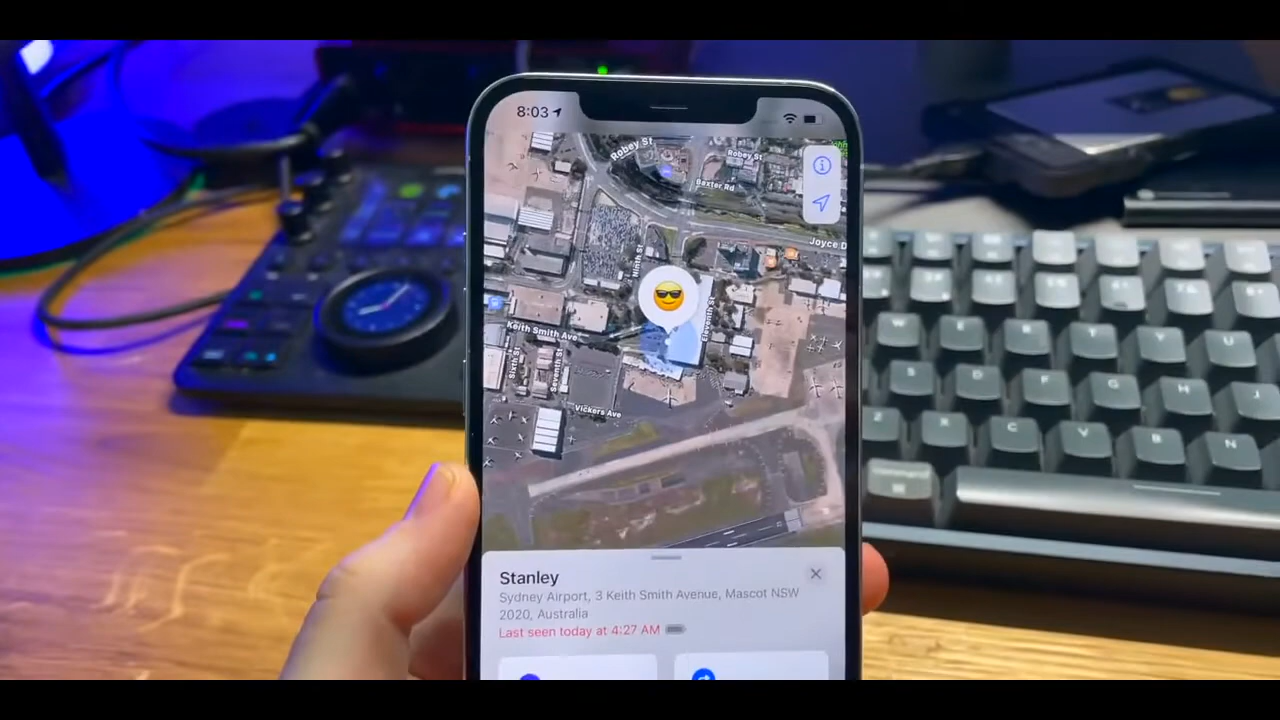 8:03
Robey St
Robey St
Baxter Rd
Joyce D
Ninth St
Keith Smith Ave
Eleventh St
Sixth St
Seventh St
Vickers Ave
Stanley
Sydney Airport, 3 Keith Smith Avenue, Mascot NSW
2020, Australia
Last seen today at 4:27 AM
W E R T Y U
S D F G H J
Z X C V B N